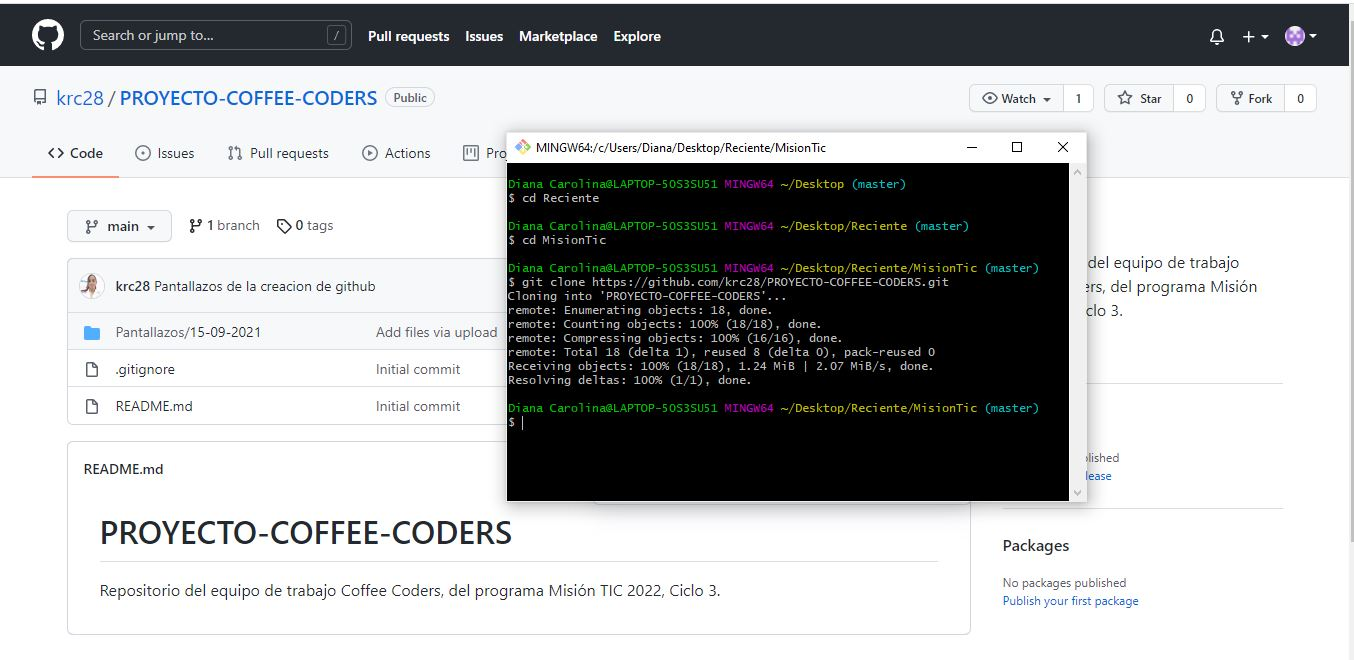 Search or jump to... /
Pull requests Issues Marketplace Explore
krc28 / PROYECTO-COFFEE-CODERS Public
Watch 1 Star 0 Fork 0
Code Issues Pull requests Actions
main 1 branch 0 tags
krc28 Pantallazos de la creacion de github
Pantallazos/15-09-2021 Add files via upload
.gitignore Initial commit
README.md Initial commit
README.md
PROYECTO-COFFEE-CODERS
Repositorio del equipo de trabajo Coffee Coders, del programa Misión TIC 2022, Ciclo 3.
MINGW64:/c/Users/Diana/Desktop/Reciente/MisionTic
Diana Carolina@LAPTOP-5OS3SU51 MINGW64 ~/Desktop (master)
$ cd Reciente
Diana Carolina@LAPTOP-5OS3SU51 MINGW64 ~/Desktop/Reciente (master)
$ cd MisionTic
Diana Carolina@LAPTOP-5OS3SU51 MINGW64 ~/Desktop/Reciente/MisionTic (master)
$ git clone https://github.com/krc28/PROYECTO-COFFEE-CODERS.git
Cloning into 'PROYECTO-COFFEE-CODERS'...
remote: Enumerating objects: 18, done.
remote: Counting objects: 100% (18/18), done.
remote: Compressing objects: 100% (16/16), done.
remote: Total 18 (delta 1), reused 8 (delta 0), pack-reused 0
Receiving objects: 100% (18/18), 1.24 MiB | 2.07 MiB/s, done.
Resolving deltas: 100% (1/1), done.
Diana Carolina@LAPTOP-5OS3SU51 MINGW64 ~/Desktop/Reciente/MisionTic (master)
$
del equipo de trabajo
del programa Misión
3.
Packages
No packages published
Publish your first package